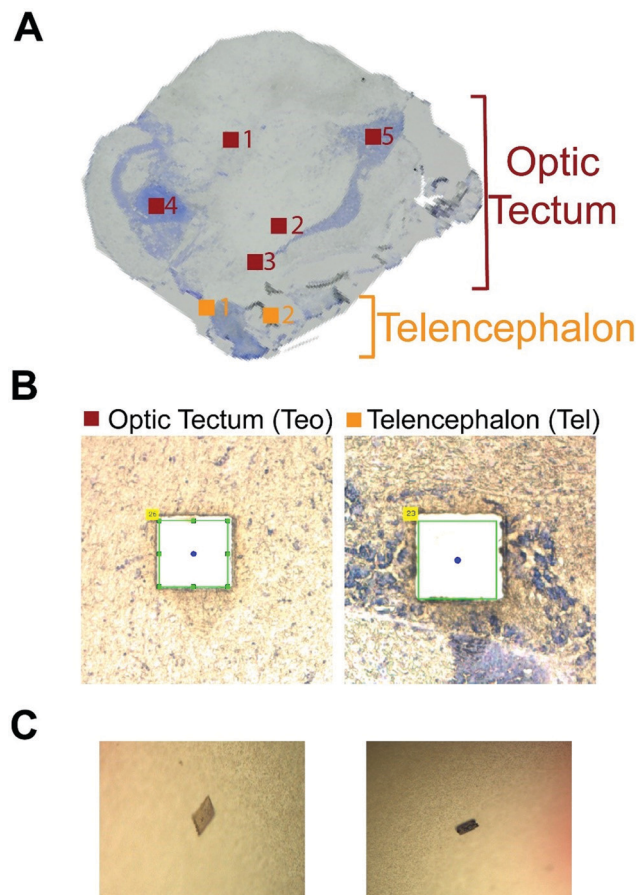 A
1
5
4
2
3
1
2
Optic
Tectum
Telencephalon
B
Optic Tectum (Teo)
Telencephalon (Tel)
26
23
C